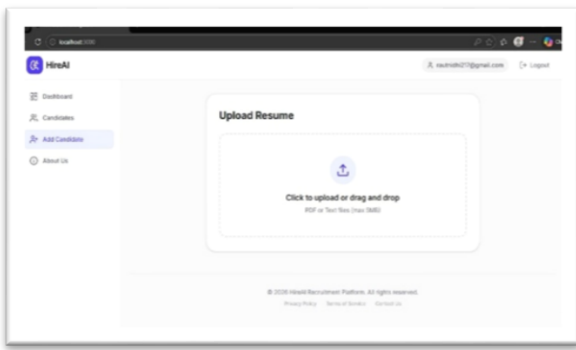 localhost
HireAI
Logout
Dashboard
Candidates
Add Candidate
About Us
Upload Resume
Click to upload or drag and drop
PDF or Text files (max 5MB)
© 2026 HireAI Recruitment Platform. All rights reserved.
Privacy Policy Terms of Service Contact Us